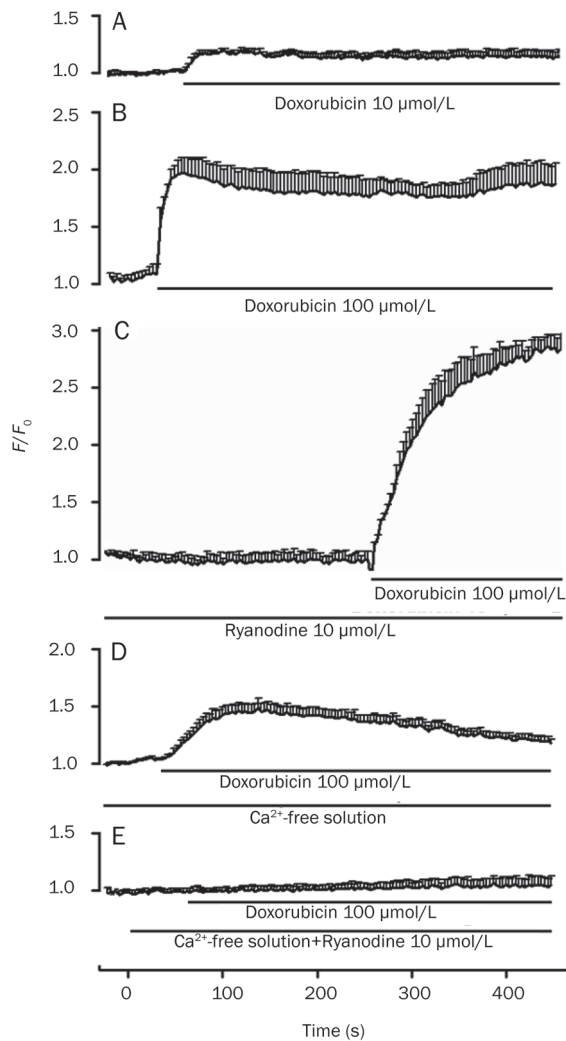 A
1.5
1.0
Doxorubicin 10 µmol/L
B
2.5
2.0
1.5
1.0
Doxorubicin 100 µmol/L
C
3.0
2.5
2.0
1.5
1.0
F/F0
Doxorubicin 100 µmol/L
Ryanodine 10 µmol/L
D
2.0
1.5
1.0
Doxorubicin 100 µmol/L
Ca2+-free solution
E
1.5
1.0
Doxorubicin 100 µmol/L
Ca2+-free solution+Ryanodine 10 µmol/L
0 100 200 300 400
Time (s)